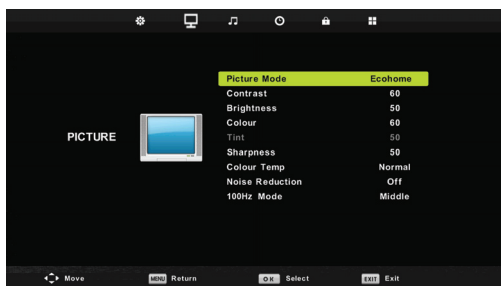 Picture Mode Ecohome
Contrast 60
Brightness 50
Colour 60
Tint 50
PICTURE
Sharpness 50
Colour Temp Normal
Noise Reduction Off
100Hz Mode Middle
Move MENU Return OK Select EXIT Exit